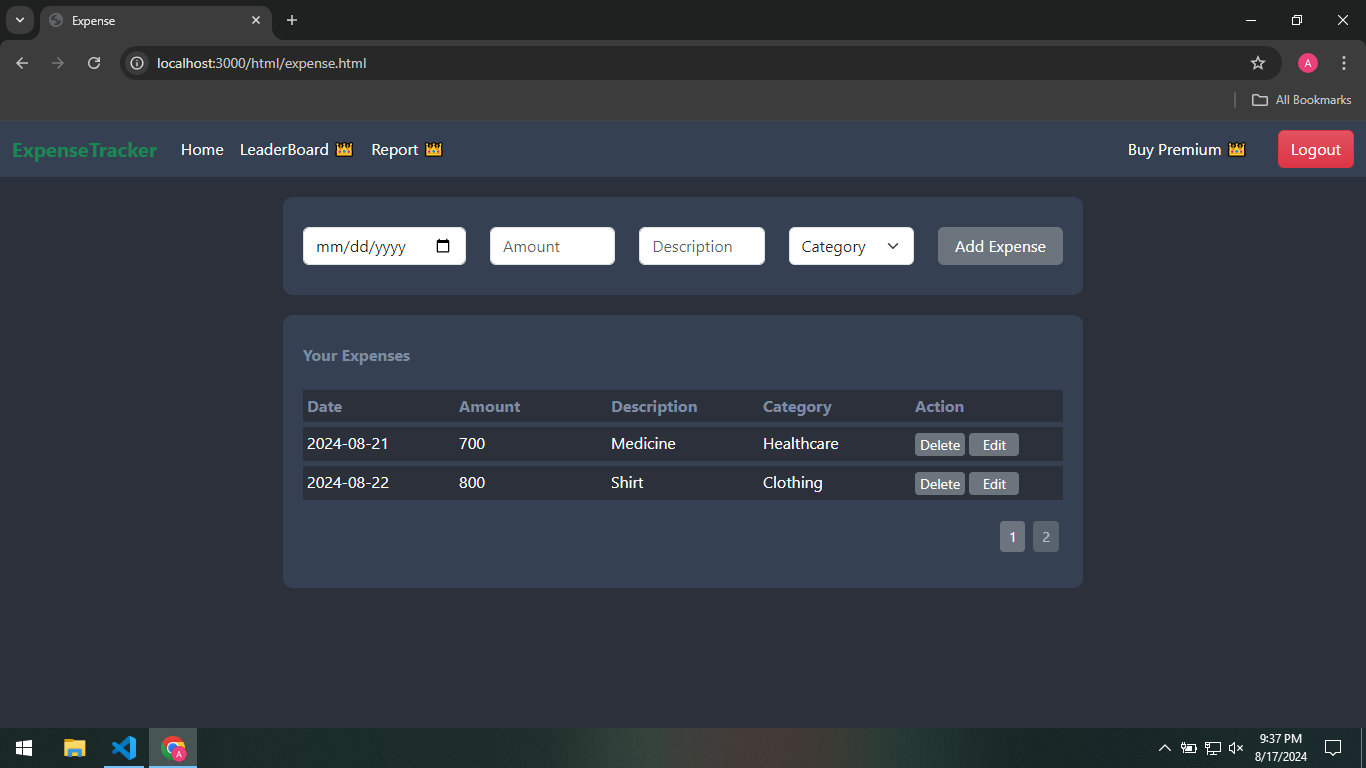 Expense
localhost:3000/html/expense.html
A
All Bookmarks
ExpenseTracker Home LeaderBoard Report Buy Premium Logout
mm/dd/yyyy Amount Description Category Add Expense
Your Expenses
Date Amount Description Category Action
2024-08-21 700 Medicine Healthcare Delete Edit
2024-08-22 800 Shirt Clothing Delete Edit
1 2
A
9:37 PM
8/17/2024